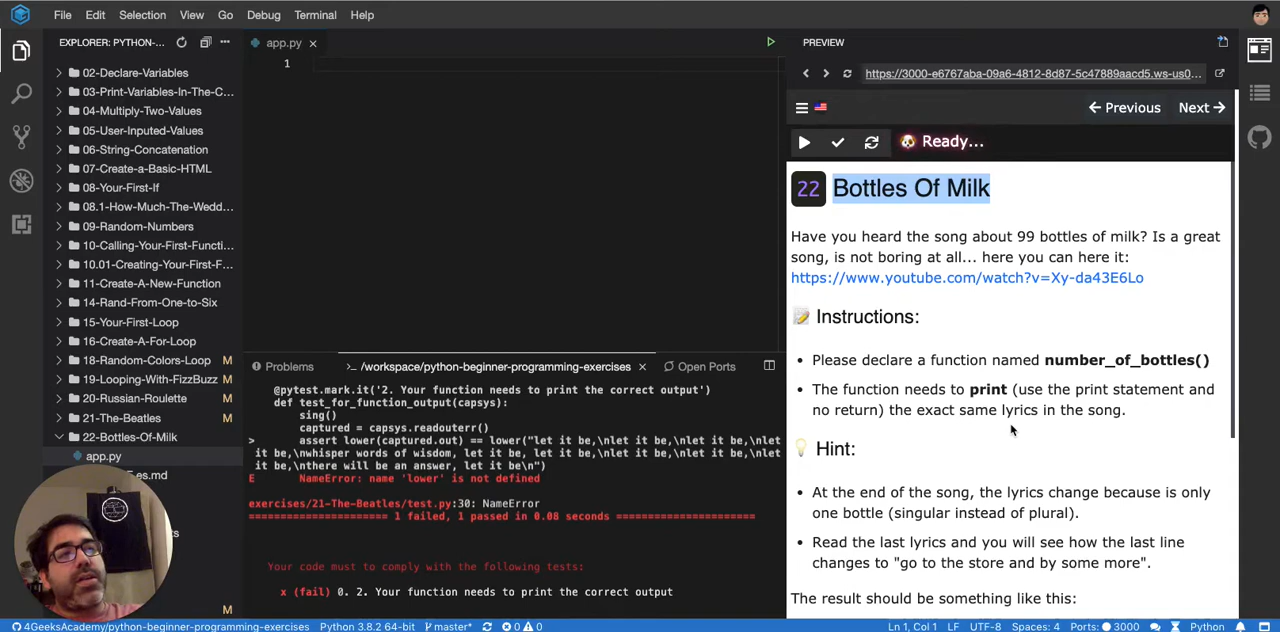 File Edit Selection View Go Debug Terminal Help
EXPLORER: PYTHON-...
02-Declare-Variables
03-Print-Variables-In-The-C...
04-Multiply-Two-Values
05-User-Inputed-Values
06-String-Concatenation
07-Create-a-Basic-HTML
08-Your-First-If
08.1-How-Much-The-Wedd...
09-Random-Numbers
10-Calling-Your-First-Functi...
10.01-Creating-Your-First-F...
11-Create-A-New-Function
14-Rand-From-One-to-Six
15-Your-First-Loop
16-Create-A-For-Loop
18-Random-Colors-Loop M
19-Looping-With-FizzBuzz M
20-Russian-Roulette M
21-The-Beatles M
22-Bottles-Of-Milk
app.py
es.md
M
app.py
1
Problems
>_ /workspace/python-beginner-programming-exercises
Open Ports
@pytest.mark.it('2. Your function needs to print the correct output')
def test_for_function_output(capsys):
sing()
captured = capsys.readouterr()
> assert lower(captured.out) == lower("let it be,\nlet it be,\nlet it be,\nlet
it be,\nwhisper words of wisdom, let it be, let it be,\nlet it be,\nlet it be,\nlet
it be,\nthere will be an answer, let it be\n")
E NameError: name 'lower' is not defined
exercises/21-The-Beatles/test.py:30: NameError
====================== 1 failed, 1 passed in 0.08 seconds ======================
Your code must to comply with the following tests:
x (fail) 0. 2. Your function needs to print the correct output
PREVIEW
https://3000-e6767aba-09a6-4812-8d87-5c47889aacd5.ws-us0...
← Previous Next →
Ready...
22 Bottles Of Milk
Have you heard the song about 99 bottles of milk? Is a great
song, is not boring at all... here you can here it:
https://www.youtube.com/watch?v=Xy-da43E6Lo
📝 Instructions:
• Please declare a function named number_of_bottles()
• The function needs to print (use the print statement and
no return) the exact same lyrics in the song.
💡 Hint:
• At the end of the song, the lyrics change because is only
one bottle (singular instead of plural).
• Read the last lyrics and you will see how the last line
changes to "go to the store and by some more".
The result should be something like this:
4GeeksAcademy/python-beginner-programming-exercises Python 3.8.2 64-bit master* 0 0 Ln 1, Col 1 LF UTF-8 Spaces: 4 Ports: 3000 Python